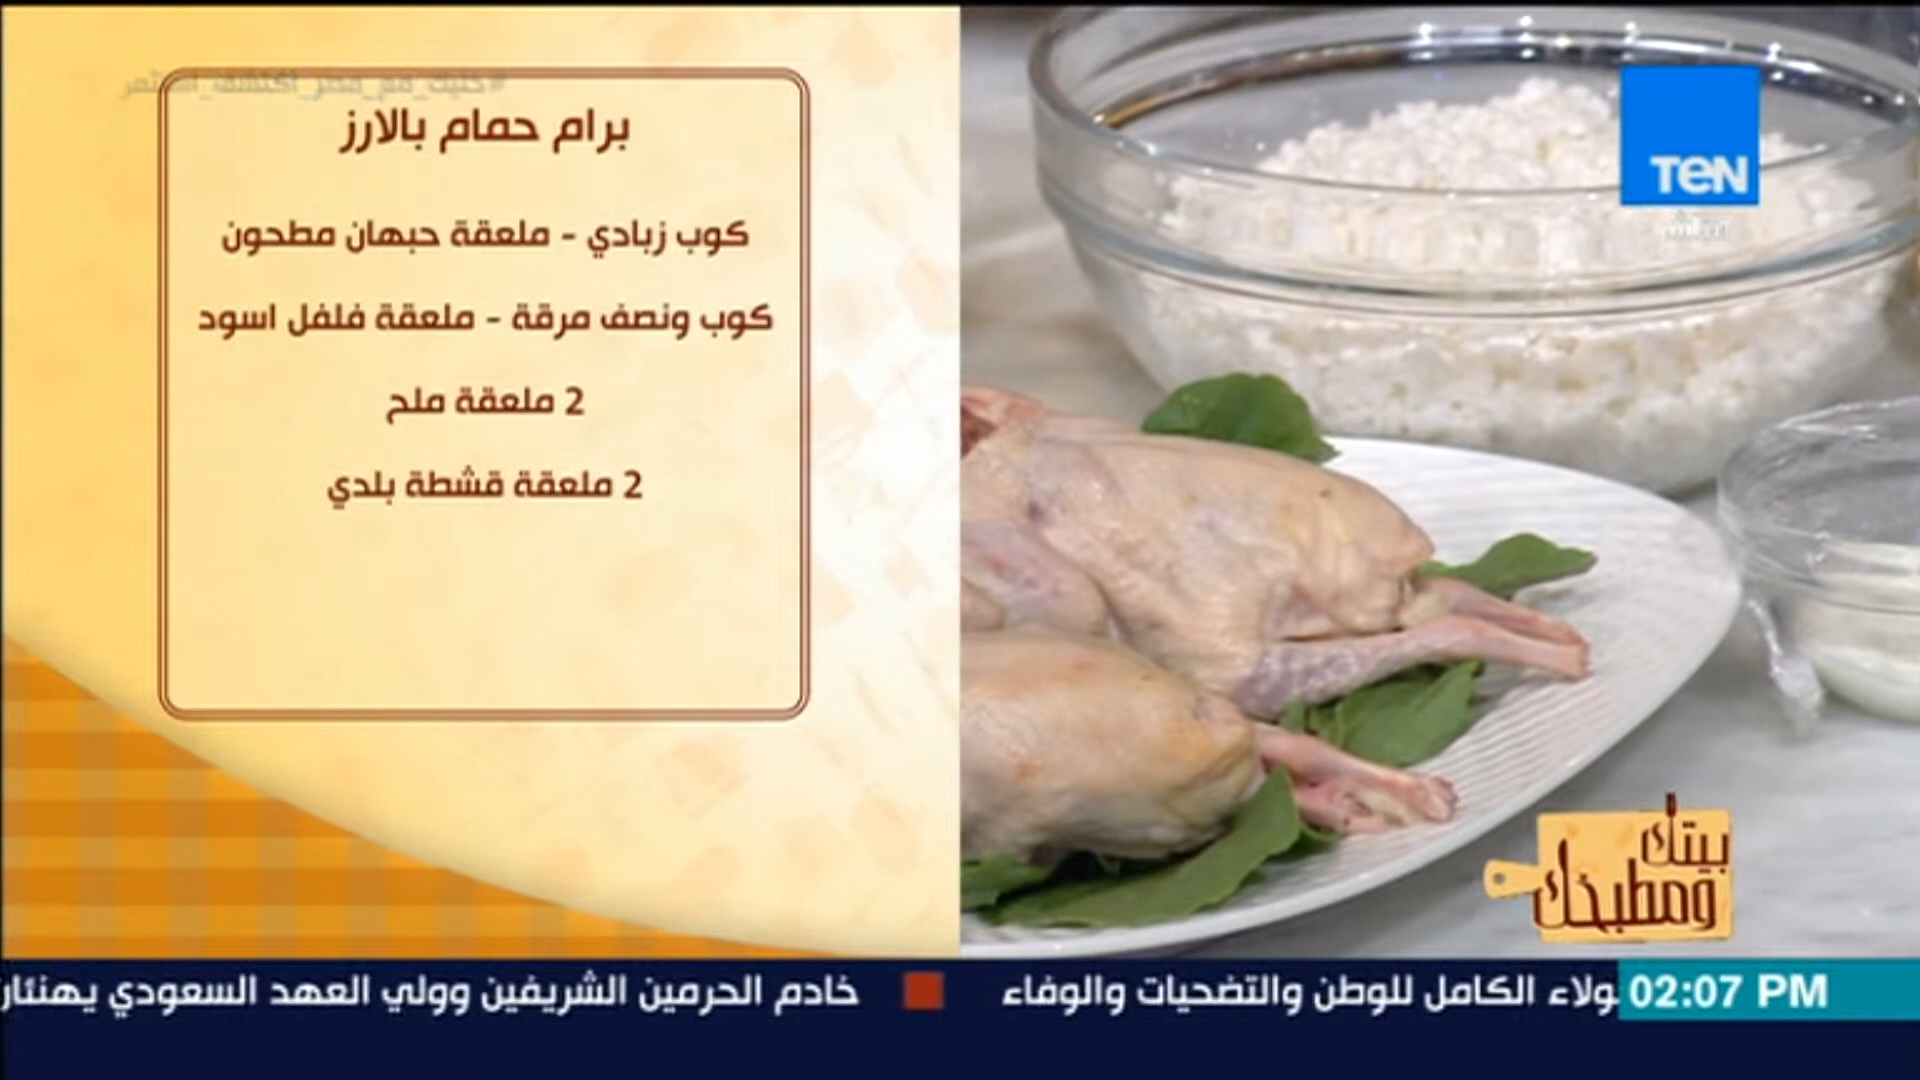 برام حمام بالارز
كوب زبادي - ملعقة حبهان مطحون
كوب ونصف مرقة - ملعقة فلفل اسود
2 ملعقة ملح
2 ملعقة قشطة بلدي
TeN
بيتك
ومطبخك
ولاء الكامل للوطن والتضحيات والوفاء
خادم الحرمين الشريفين وولي العهد السعودي يهنئان
02:07 PM